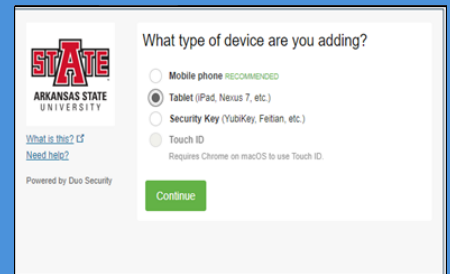 What type of device are you adding?
Mobile phone RECOMMENDED
Tablet (iPad, Nexus 7, etc.)
Security Key (YubiKey, Feitian, etc.)
Touch ID
Requires Chrome on macOS to use Touch ID.
Continue
STATE
ARKANSAS STATE
UNIVERSITY
What is this?
Need help?
Powered by Duo Security